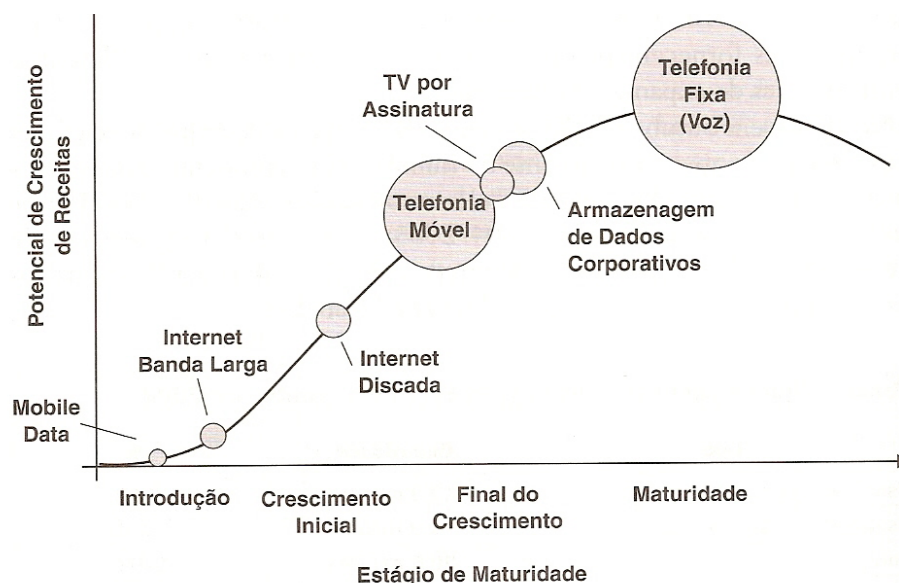 Potencial de Crescimento
de Receitas
Telefonia
Fixa
(Voz)
TV por
Assinatura
Telefonia
Móvel
Armazenagem
de Dados
Corporativos
Internet
Banda Larga
Internet
Discada
Mobile
Data
Introdução
Crescimento
Inicial
Final do
Crescimento
Maturidade
Estágio de Maturidade